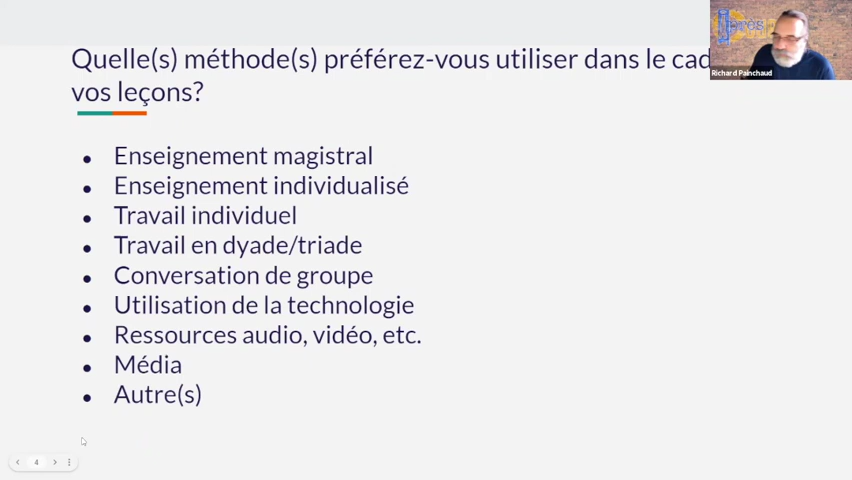 Quelle(s) méthode(s) préférez-vous utiliser dans le cad
vos leçons?
Richard Painchaud
Enseignement magistral
Enseignement individualisé
Travail individuel
Travail en dyade/triade
Conversation de groupe
Utilisation de la technologie
Ressources audio, vidéo, etc.
Média
Autre(s)
4